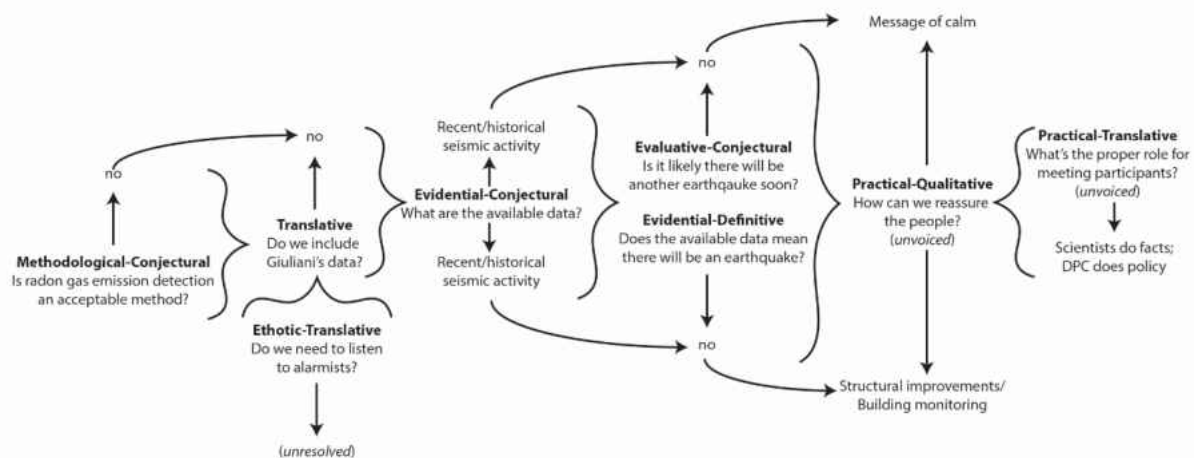 Methodological-Conjectural
Is radon gas emission detection
an acceptable method?
no
Translative
Do we include
Giuliani's data?
no
Ethotic-Translative
Do we need to listen
to alarmists?
(unresolved)
Evidential-Conjectural
What are the available data?
Recent/historical
seismic activity
Recent/historical
seismic activity
Evaluative-Conjectural
Is it likely there will be
another earthqauke soon?
no
Evidential-Definitive
Does the available data mean
there will be an earthquake?
no
Practical-Qualitative
How can we reassure
the people?
(unvoiced)
Message of calm
Structural improvements/
Building monitoring
Practical-Translative
What's the proper role for
meeting participants?
(unvoiced)
Scientists do facts;
DPC does policy